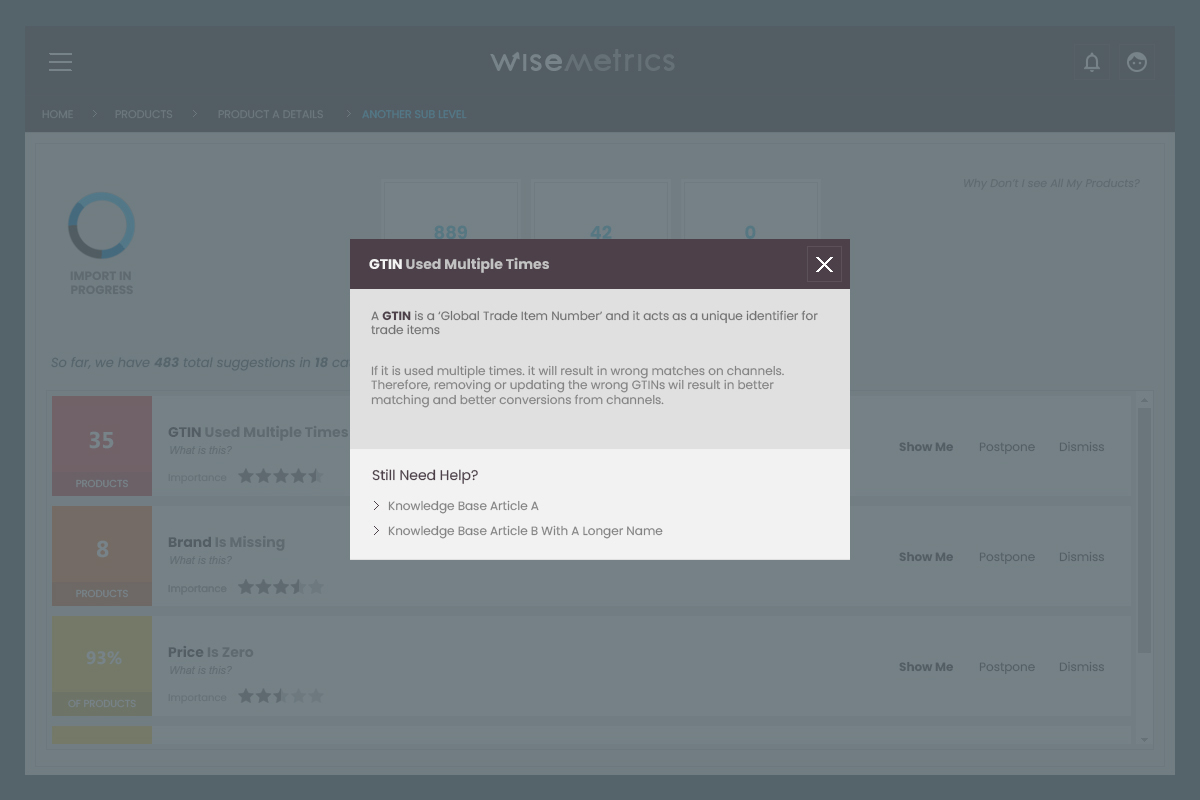 wisemetrics
HOME > PRODUCTS > PRODUCT A DETAILS > ANOTHER SUB LEVEL
Why Don't I see All My Products?
889 42 0
IMPORT IN
PROGRESS
GTIN Used Multiple Times
A GTIN is a 'Global Trade Item Number' and it acts as a unique identifier for
trade items
If it is used multiple times. it will result in wrong matches on channels.
Therefore, removing or updating the wrong GTINs wil result in better
matching and better conversions from channels.
Still Need Help?
> Knowledge Base Article A
> Knowledge Base Article B With A Longer Name
So far, we have 483 total suggestions in 18
35
PRODUCTS
GTIN Used Multiple Times
What is this?
Importance
Show Me Postpone Dismiss
8
PRODUCTS
Brand Is Missing
What is this?
Importance
Show Me Postpone Dismiss
93%
OF PRODUCTS
Price Is Zero
What is this?
Importance
Show Me Postpone Dismiss